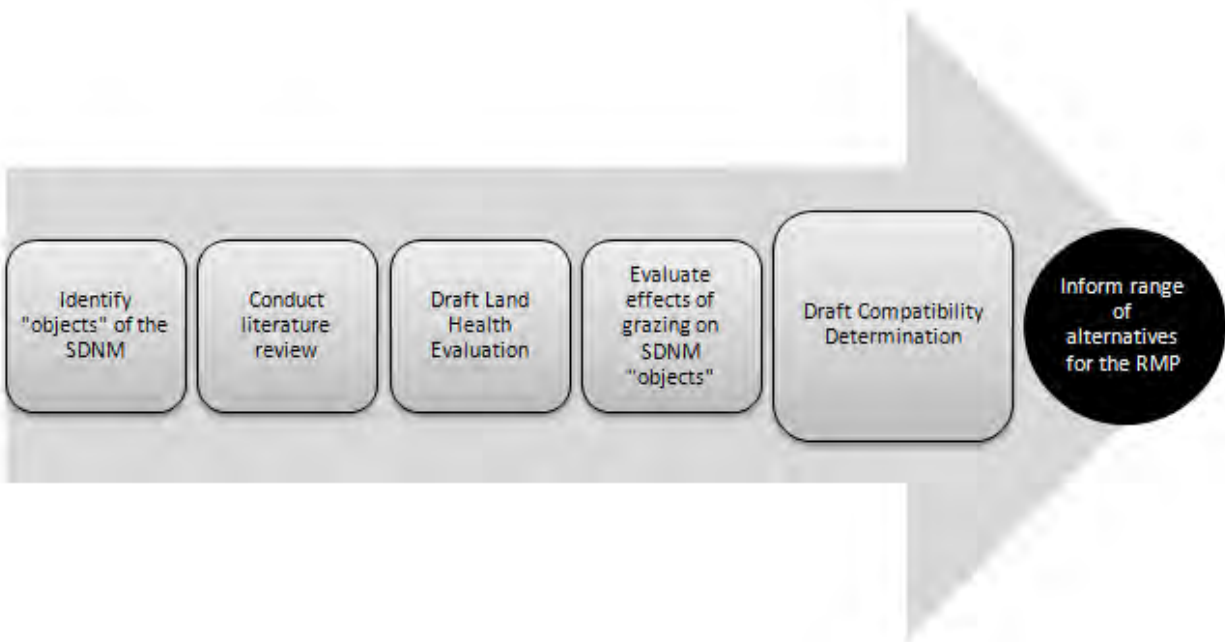 Identify
"objects" of the
SDNM
Conduct
literature
review
Draft Land
Health
Evaluation
Evaluate
effects of
grazing on
SDNM
"objects"
Draft Compatibility
Determination
Inform range
of
alternatives
for the RMP